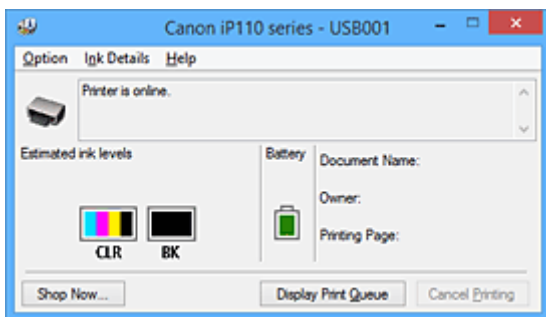 Canon iP110 series - USB001
Option Ink Details Help
Printer is online.
Estimated ink levels
Battery
Document Name:
Owner:
Printing Page:
CLR BK
Shop Now... Display Print Queue Cancel Printing